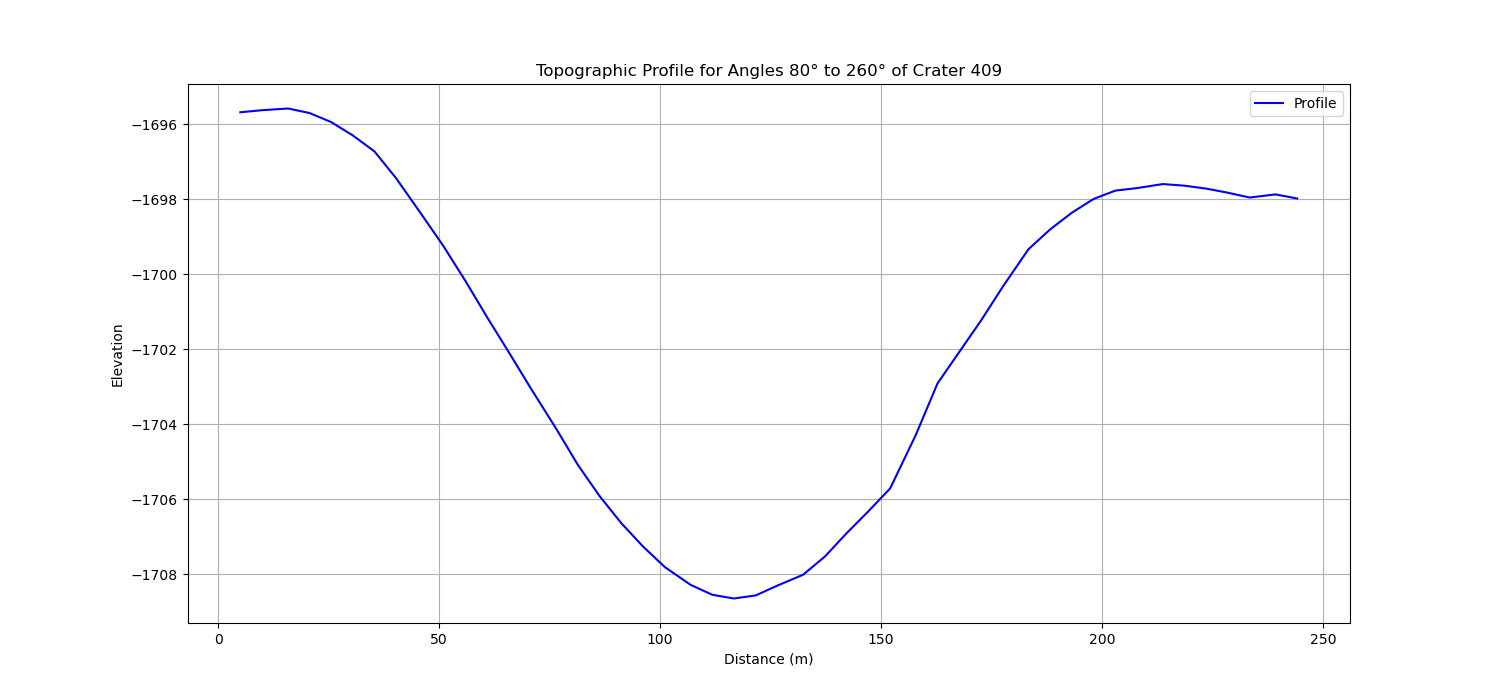 Topographic Profile for Angles 80° to 260° of Crater 409
Profile
−1696
−1698
−1700
−1702
−1704
−1706
−1708
Elevation
0 50 100 150 200 250
Distance (m)